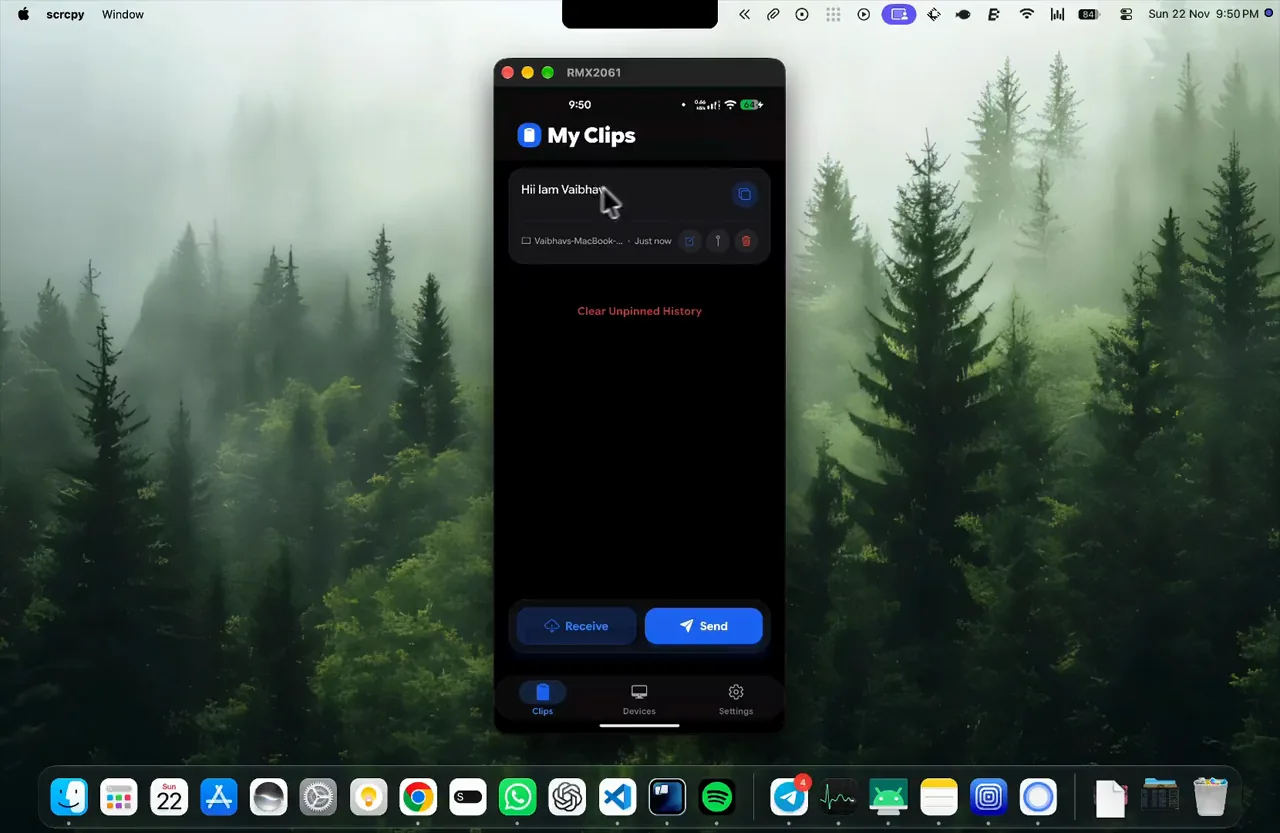 scrcpy Window 84 Sun 22 Nov 9:50 PM
RMX2061
9:50 64
My Clips
Hii Iam Vaibhav
Vaibhavs-MacBook-... · Just now
Clear Unpinned History
Receive Send
Clips Devices Settings
Sun
22
4